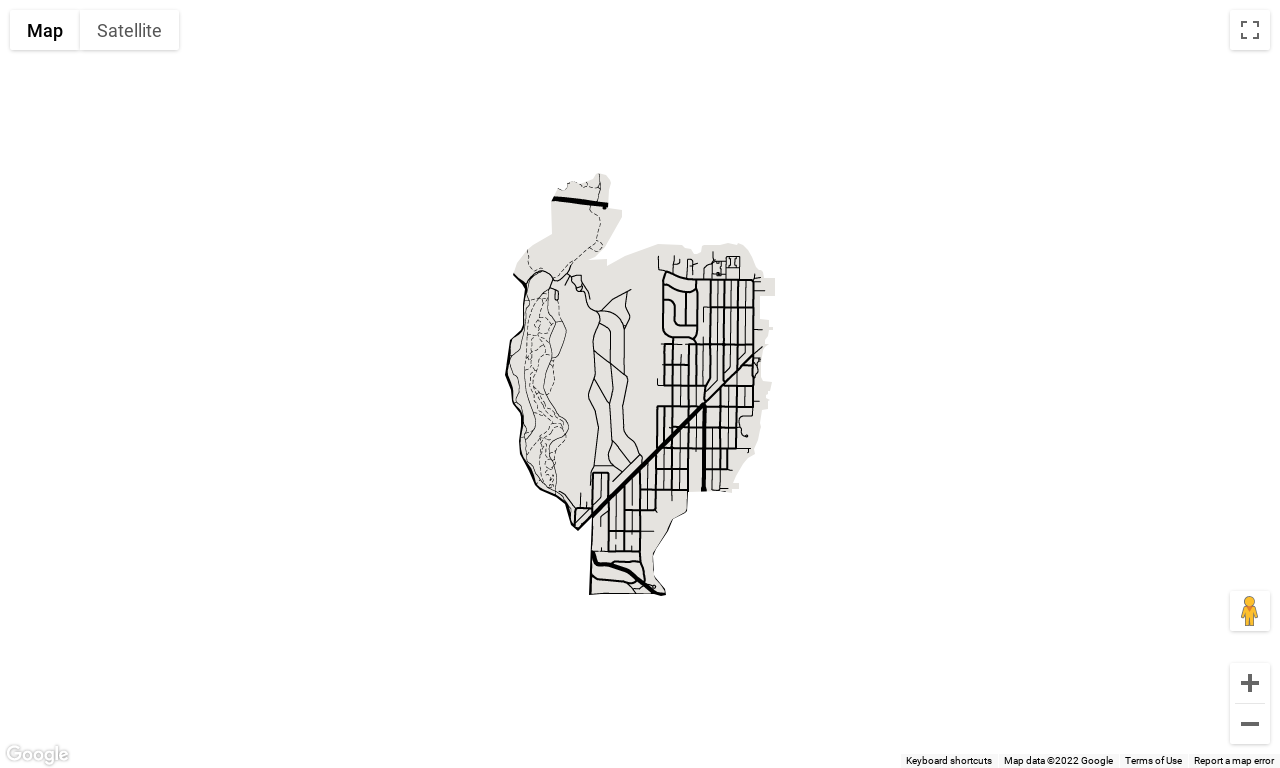 Map
Satellite
Google
Keyboard shortcuts
Map data ©2022 Google
Terms of Use
Report a map error